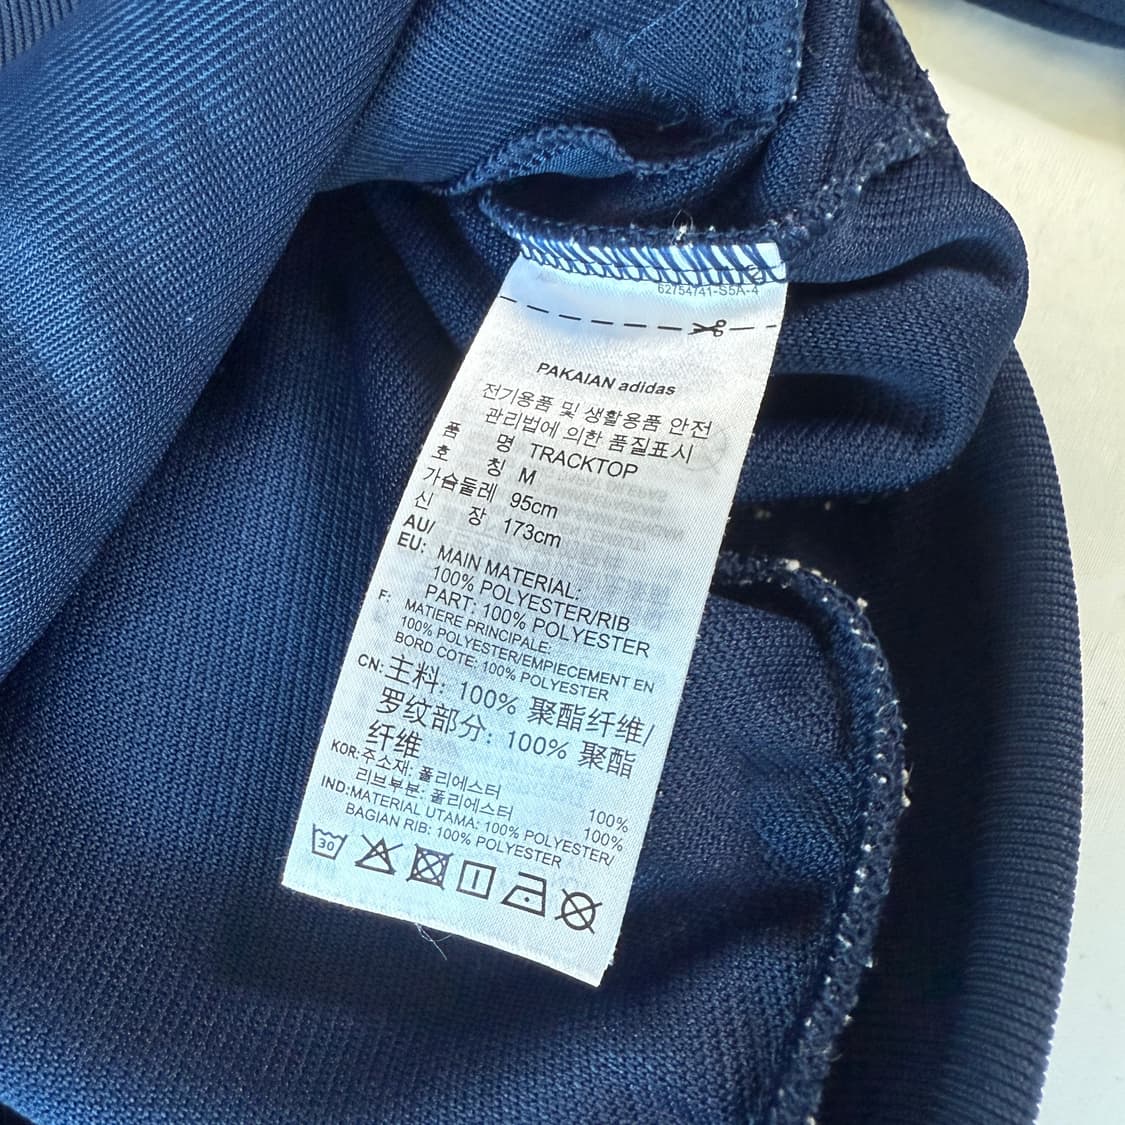 62754741-S5A-4
PAKAIAN adidas
전기용품 및 생활용품 안전
관리법에 의한 품질표시
품 명 TRACKTOP
호 칭 M
가슴둘레 95cm
신 장 173cm
AU/
EU: MAIN MATERIAL:
100% POLYESTER/RIB
PART: 100% POLYESTER
F: MATIERE PRINCIPALE:
100% POLYESTER/EMPIECEMENT EN
BORD COTE: 100% POLYESTER
CN: 主料: 100% 聚酯纤维/
罗纹部分: 100% 聚酯
纤维
KOR: 주소재: 폴리에스터 100%
리브부분: 폴리에스터 100%
IND: MATERIAL UTAMA: 100% POLYESTER/
BAGIAN RIB: 100% POLYESTER
30